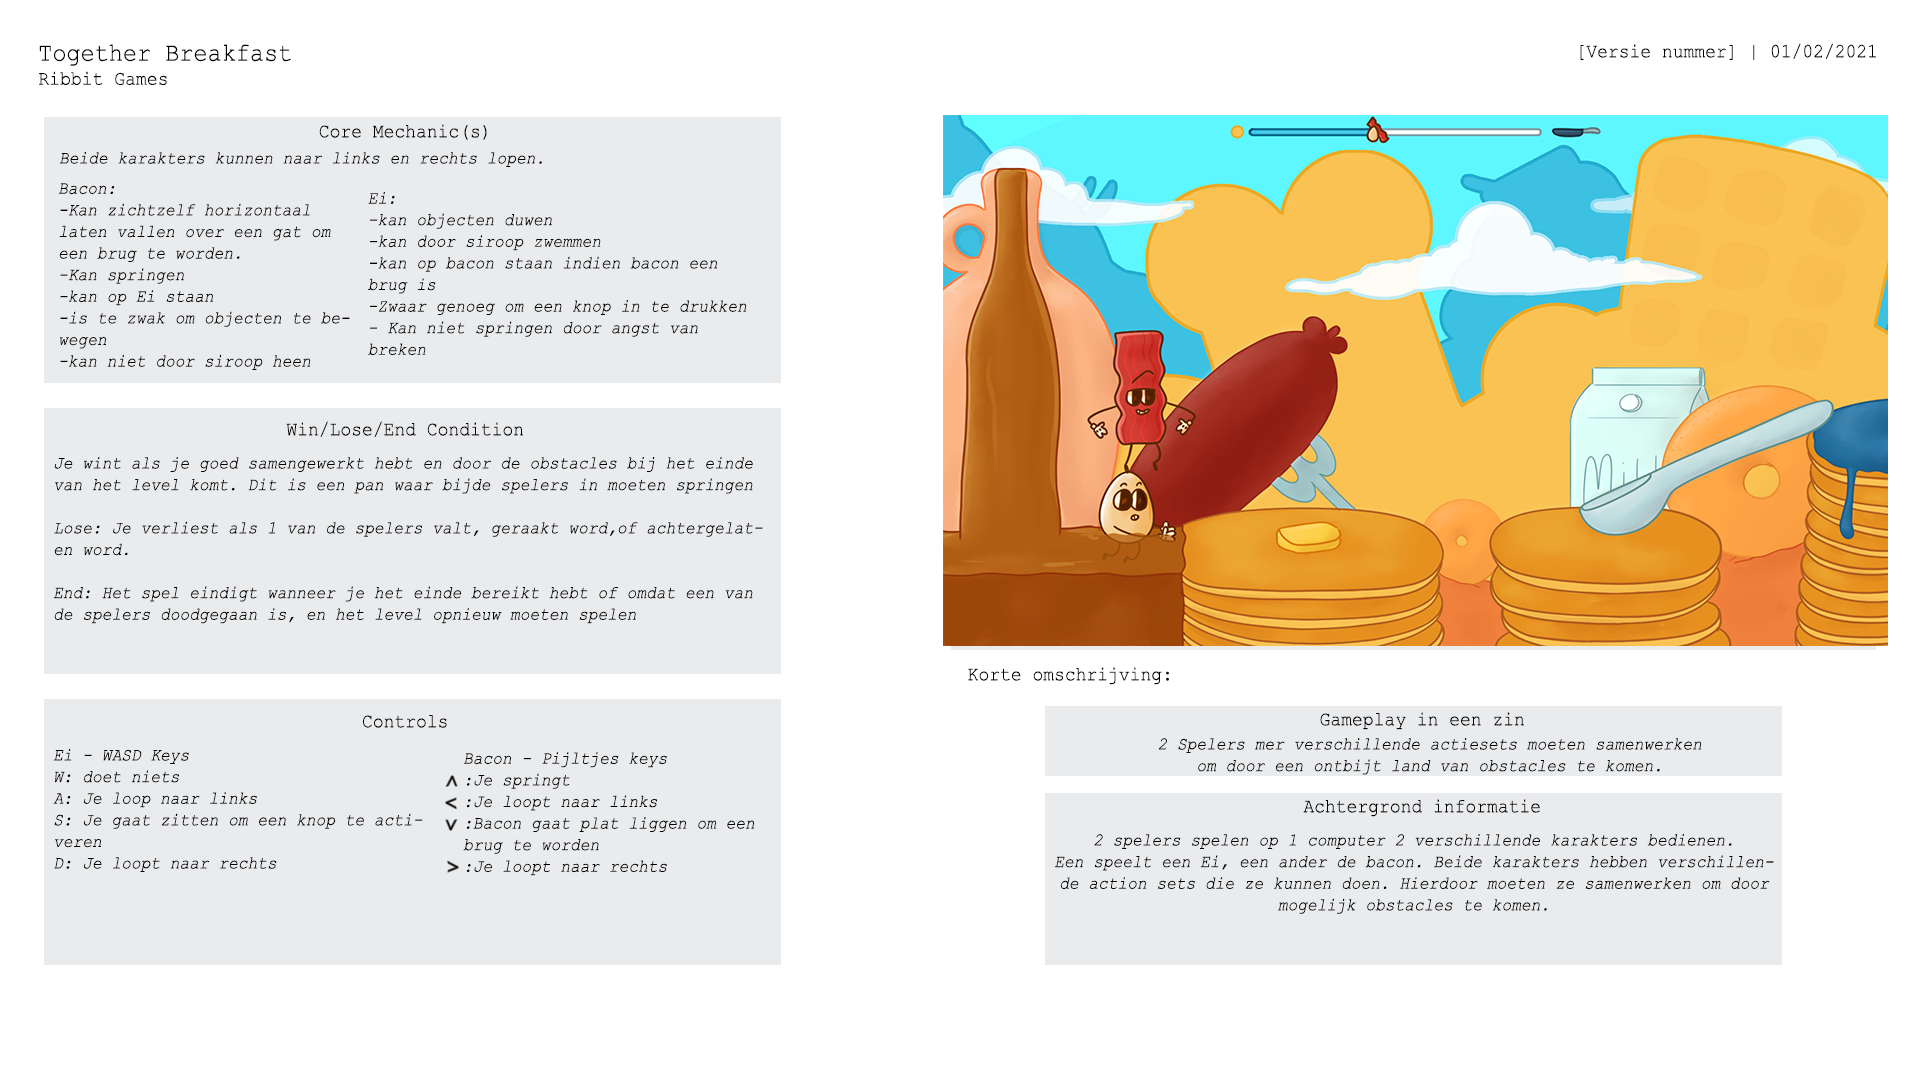 Together Breakfast
Ribbit Games
[Versie nummer] | 01/02/2021
Core Mechanic(s)
Beide karakters kunnen naar links en rechts lopen.
Bacon:
-Kan zichtzelf horizontaal
laten vallen over een gat om
een brug te worden.
-Kan springen
-kan op Ei staan
-is te zwak om objecten te be-
wegen
-kan niet door siroop heen
Ei:
-kan objecten duwen
-kan door siroop zwemmen
-kan op bacon staan indien bacon een
brug is
-Zwaar genoeg om een knop in te drukken
- Kan niet springen door angst van
breken
Win/Lose/End Condition
Je wint als je goed samengewerkt hebt en door de obstacles bij het einde
van het level komt. Dit is een pan waar bijde spelers in moeten springen
Lose: Je verliest als 1 van de spelers valt, geraakt word,of achtergelat-
en word.
End: Het spel eindigt wanneer je het einde bereikt hebt of omdat een van
de spelers doodgegaan is, en het level opnieuw moeten spelen
Controls
Ei - WASD Keys
W: doet niets
A: Je loop naar links
S: Je gaat zitten om een knop te acti-
veren
D: Je loopt naar rechts
Bacon - Pijltjes keys
^ :Je springt
< :Je loopt naar links
v :Bacon gaat plat liggen om een
brug te worden
> :Je loopt naar rechts
Milk
Korte omschrijving:
Gameplay in een zin
2 Spelers mer verschillende actiesets moeten samenwerken
om door een ontbijt land van obstacles te komen.
Achtergrond informatie
2 spelers spelen op 1 computer 2 verschillende karakters bedienen.
Een speelt een Ei, een ander de bacon. Beide karakters hebben verschillen-
de action sets die ze kunnen doen. Hierdoor moeten ze samenwerken om door
mogelijk obstacles te komen.